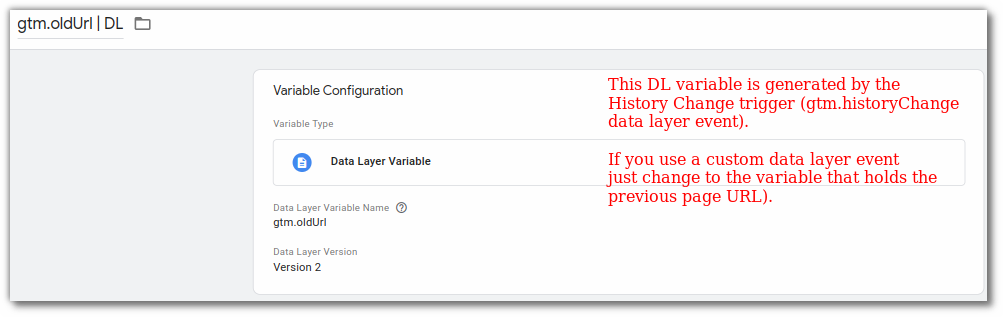 gtm.oldUrl | DL
Variable Configuration
Variable Type
Data Layer Variable
Data Layer Variable Name
gtm.oldUrl
Data Layer Version
Version 2
This DL variable is generated by the
History Change trigger (gtm.historyChange
data layer event).
If you use a custom data layer event
just change to the variable that holds the
previous page URL).